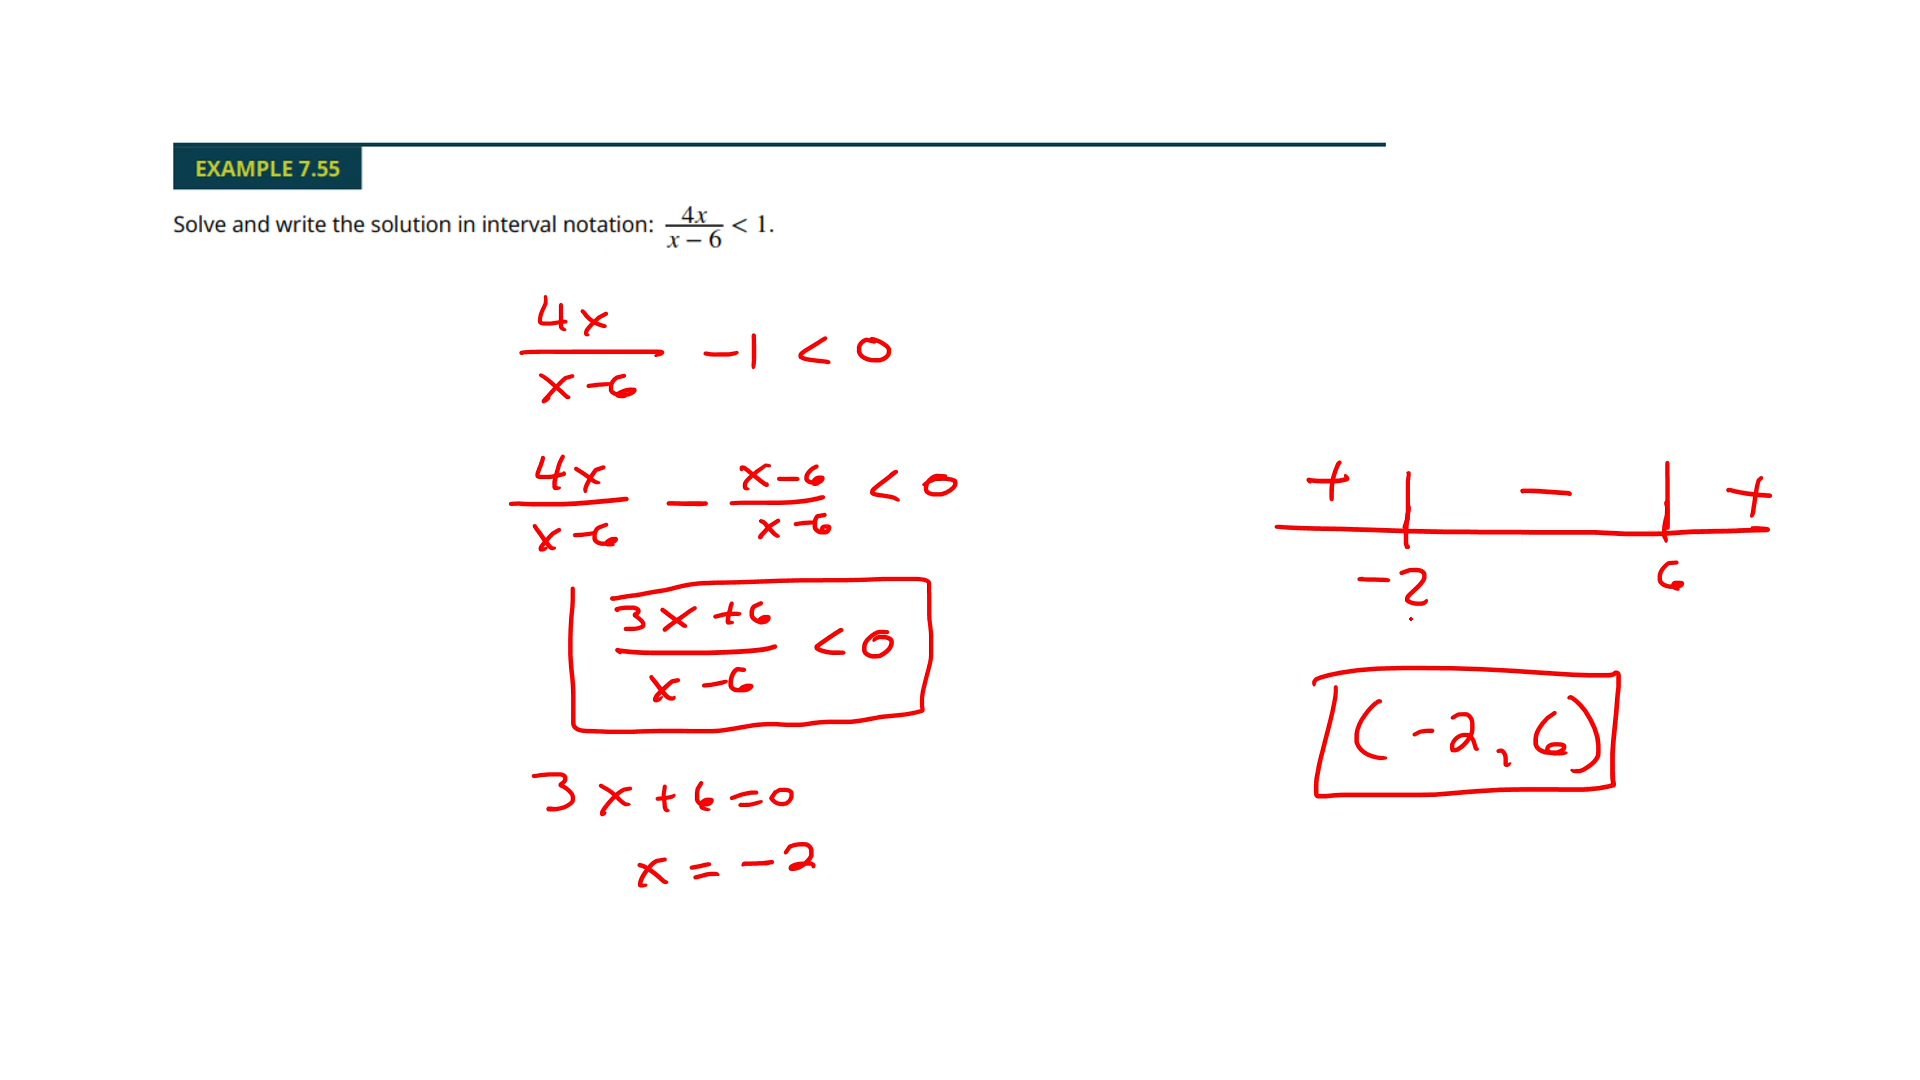 EXAMPLE 7.55
Solve and write the solution in interval notation: 4x/(x − 6) < 1.
4x/(x-6) -1 < 0
4x/(x-6) - (x-6)/(x-6) < 0
(3x+6)/(x-6) < 0
3x+6=0
x = -2
+ | - | +
-2 6
(-2, 6)